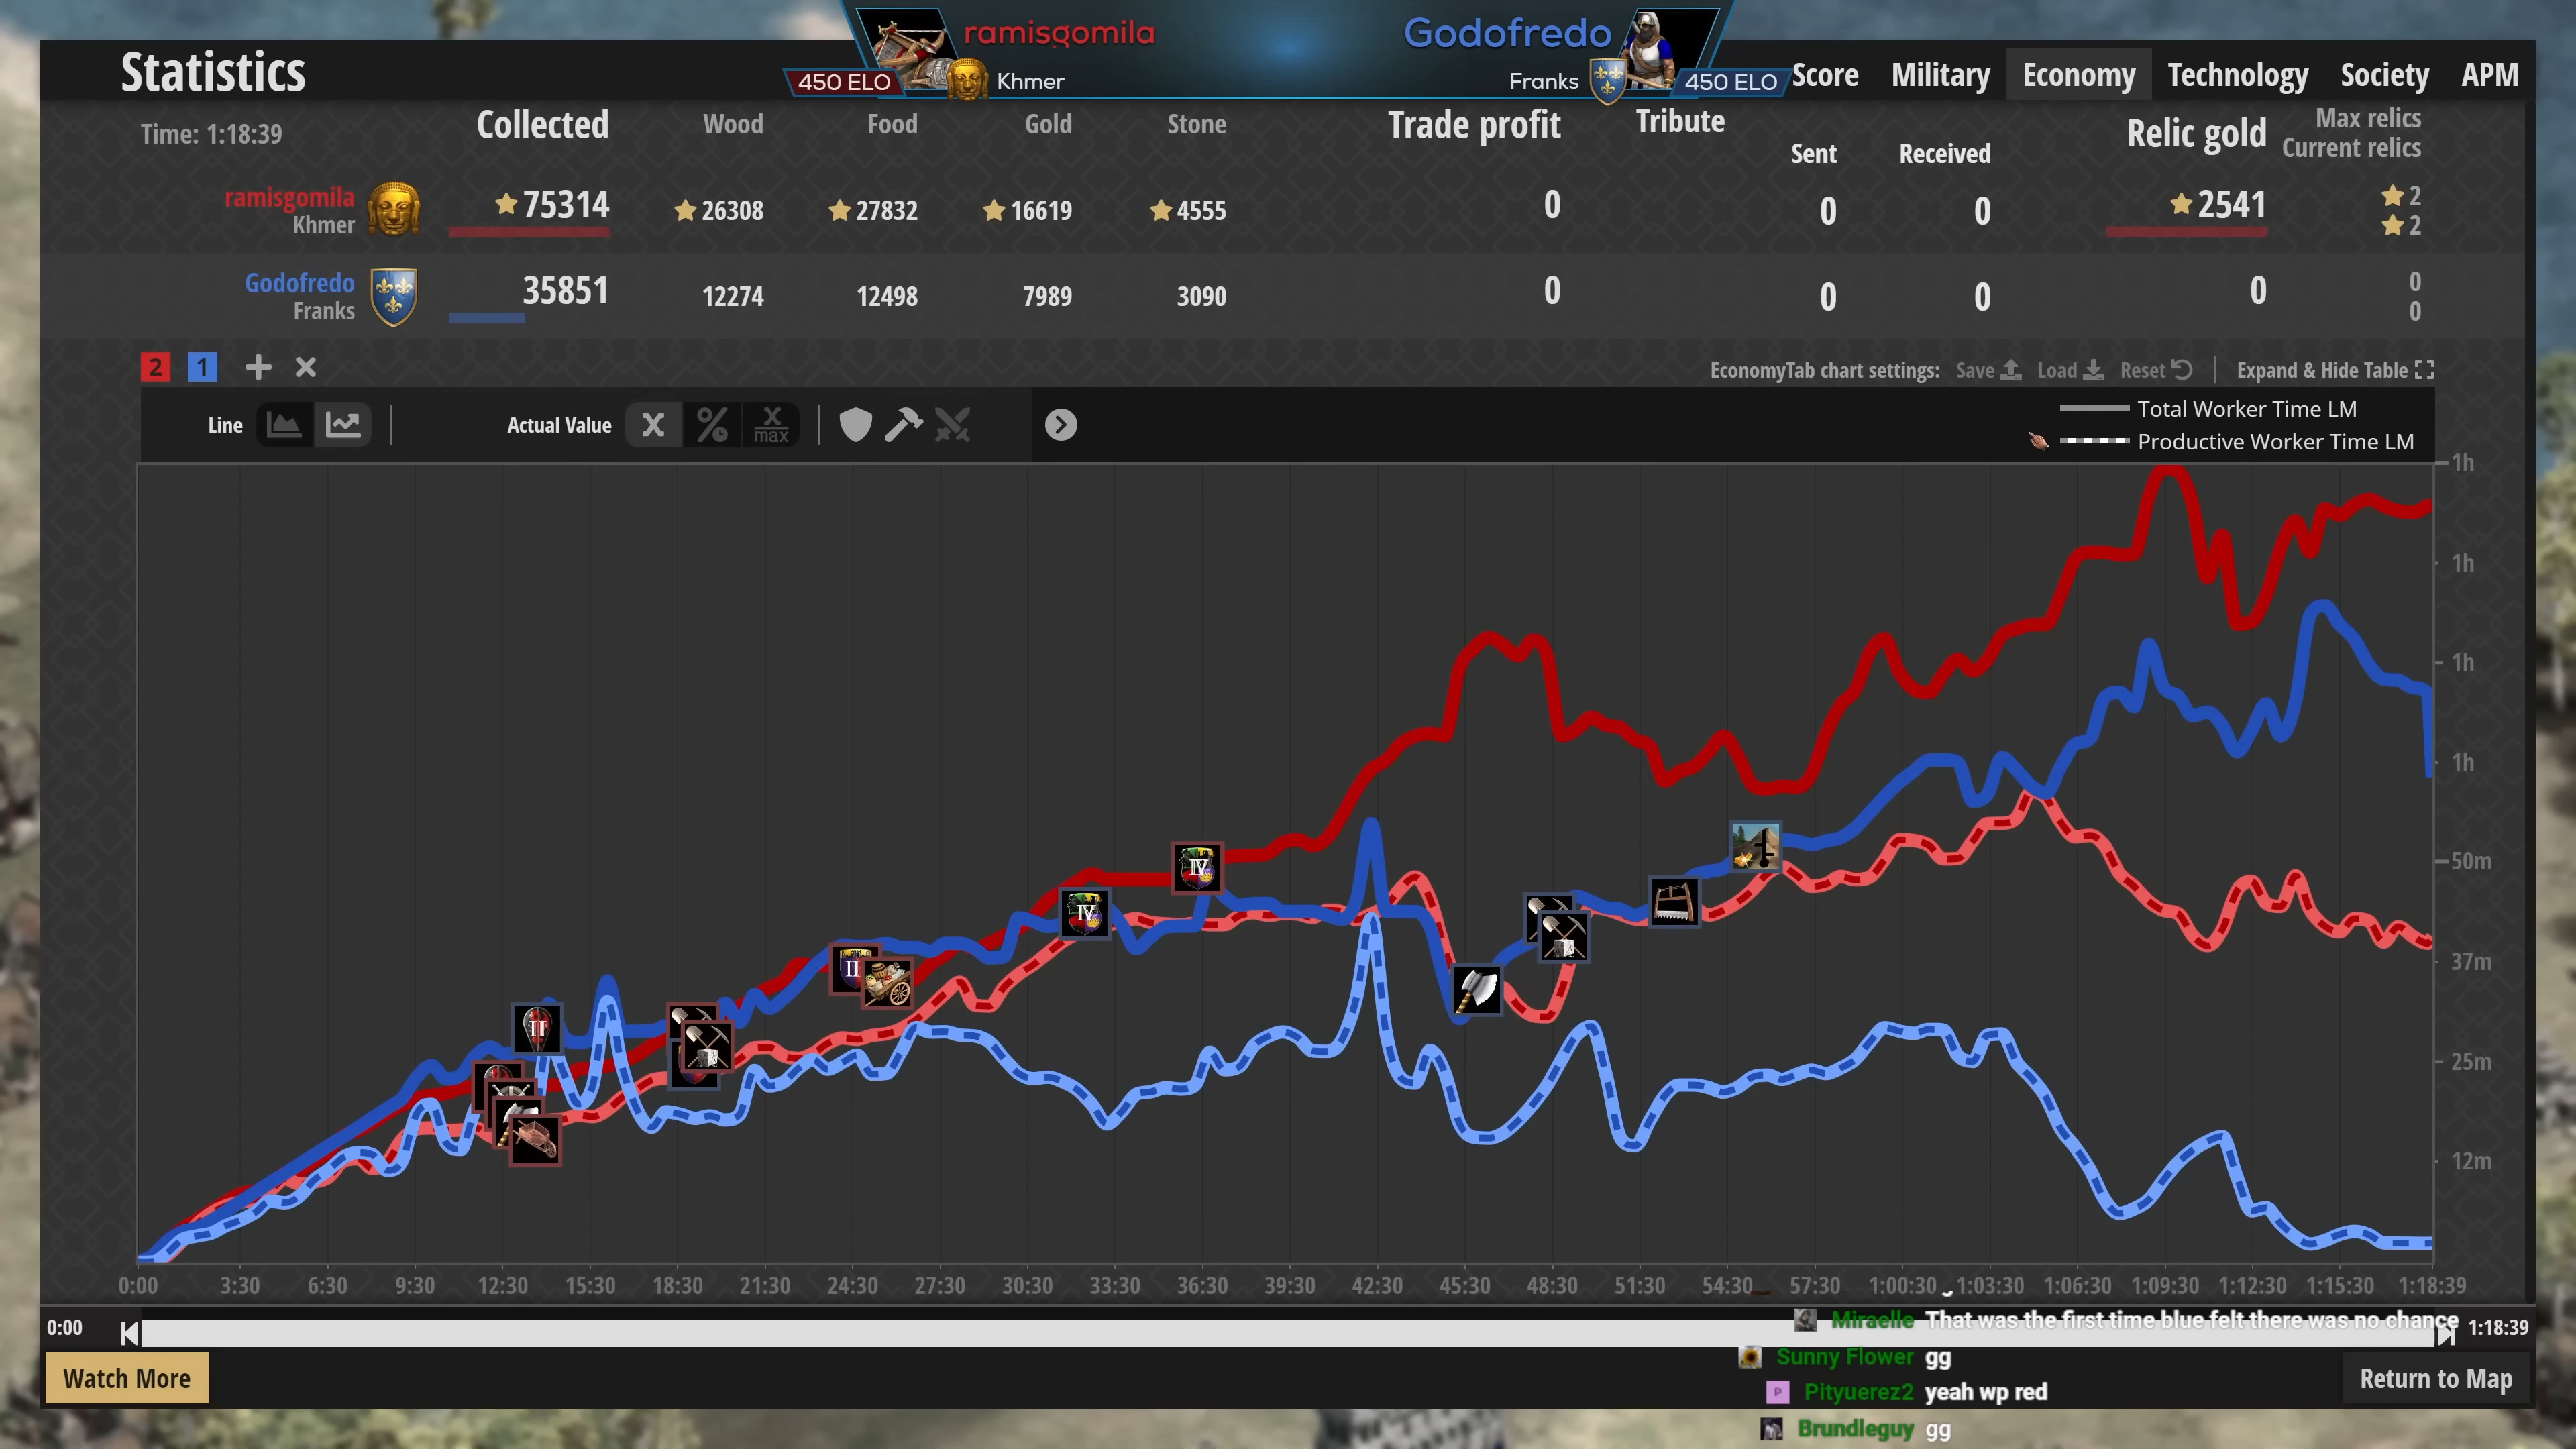 ramisgomila
Godofredo
450 ELO
Khmer
Franks
450 ELO
Statistics
Score
Military
Economy
Technology
Society
APM
Time: 1:18:39
Collected
Wood
Food
Gold
Stone
Trade profit
Tribute
Sent
Received
Relic gold
Max relics
Current relics
ramisgomila
Khmer
75314
26308
27832
16619
4555
0
0
0
2541
2
2
Godofredo
Franks
35851
12274
12498
7989
3090
0
0
0
0
0
0
2
1
EconomyTab chart settings:
Save
Load
Reset
Expand & Hide Table
Line
Actual Value
X
%
X
max
Total Worker Time LM
Productive Worker Time LM
1h
1h
1h
1h
50m
37m
25m
12m
II
II
IV
IV
0:00
3:30
6:30
9:30
12:30
15:30
18:30
21:30
24:30
27:30
30:30
33:30
36:30
39:30
42:30
45:30
48:30
51:30
54:30
57:30
1:00:30
1:03:30
1:06:30
1:09:30
1:12:30
1:15:30
1:18:39
0:00
1:18:39
Miraelle That was the first time blue felt there was no chance
Sunny Flower gg
P Pityuerez2 yeah wp red
Brundleguy gg
Watch More
Return to Map